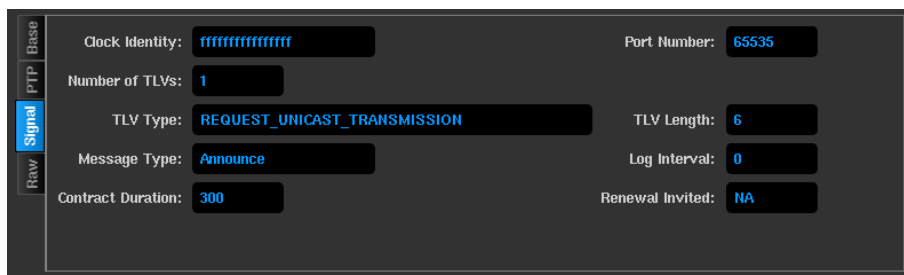 Base
PTP
Signal
Raw
Clock Identity: ffffffffffffffff Port Number: 65535
Number of TLVs: 1
TLV Type: REQUEST_UNICAST_TRANSMISSION TLV Length: 6
Message Type: Announce Log Interval: 0
Contract Duration: 300 Renewal Invited: NA